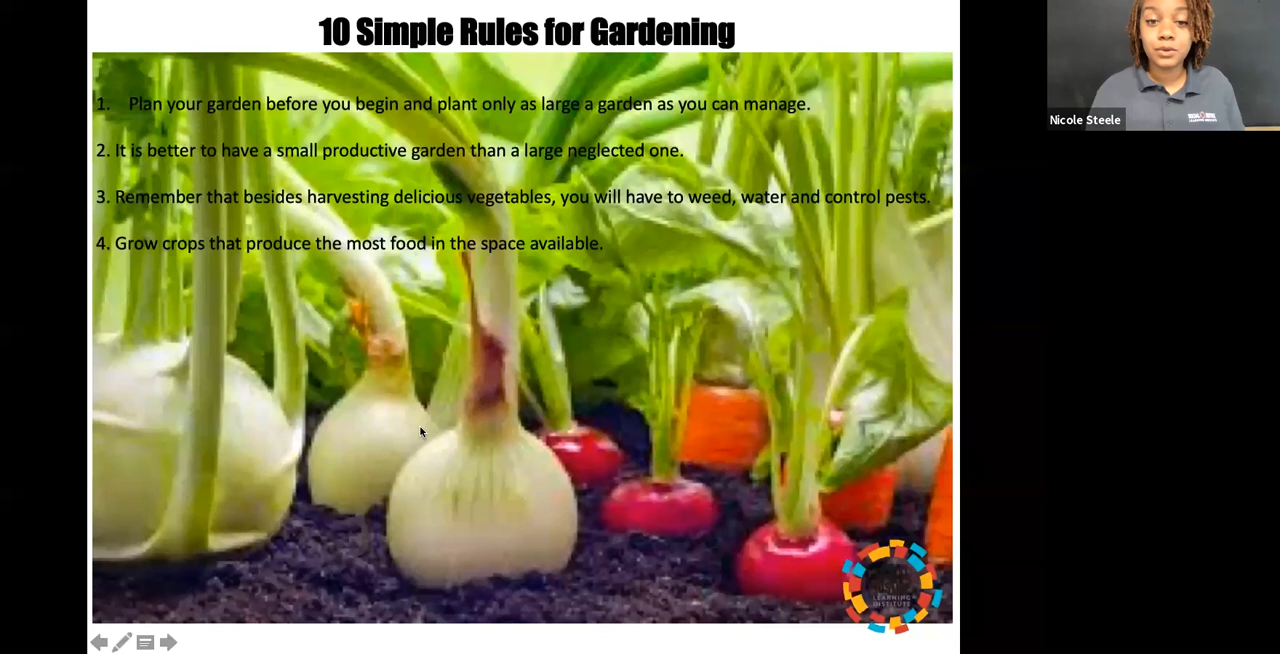 10 Simple Rules for Gardening
1. Plan your garden before you begin and plant only as large a garden as you can manage.
2. It is better to have a small productive garden than a large neglected one.
3. Remember that besides harvesting delicious vegetables, you will have to weed, water and control pests.
4. Grow crops that produce the most food in the space available.
Nicole Steele
LEARNING
INSTITUTE